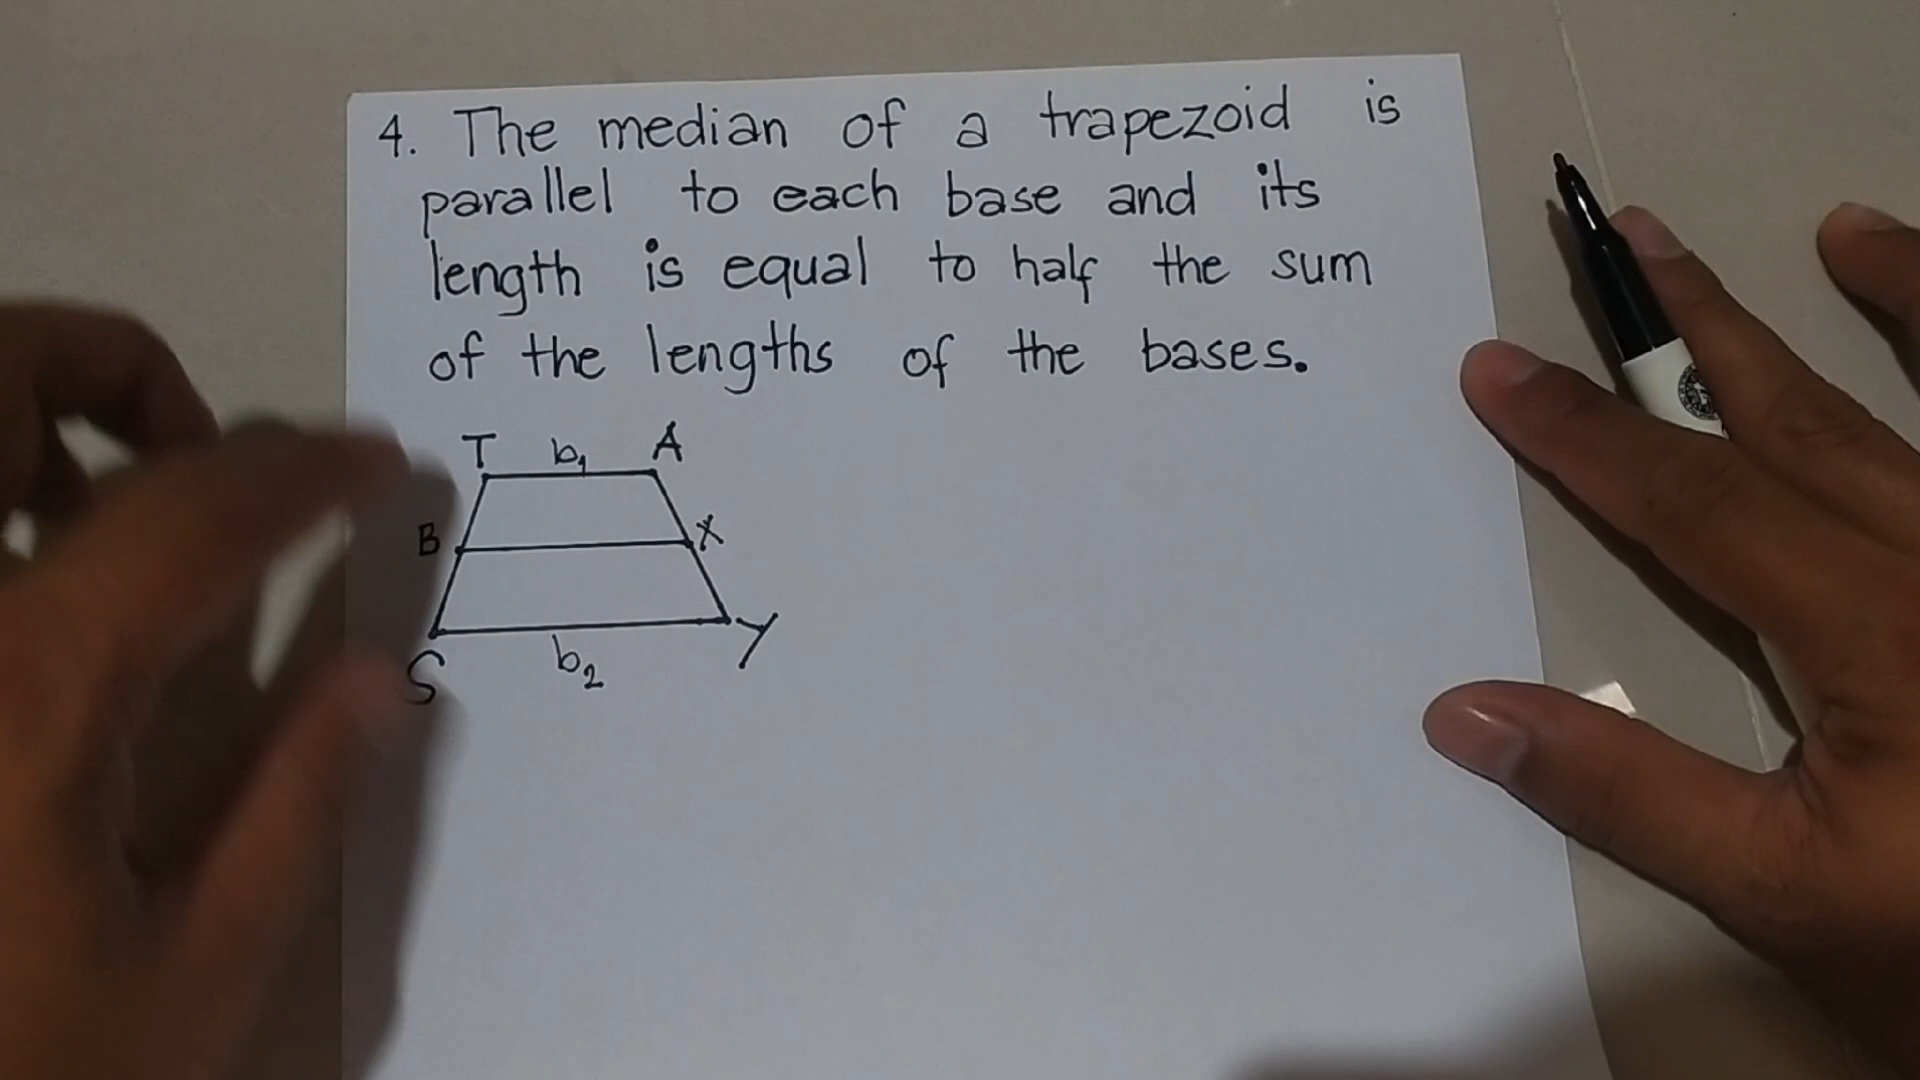 4. The median of a trapezoid is
parallel to each base and its
length is equal to half the sum
of the lengths of the bases.
T b₁ A
B X
S b₂ Y